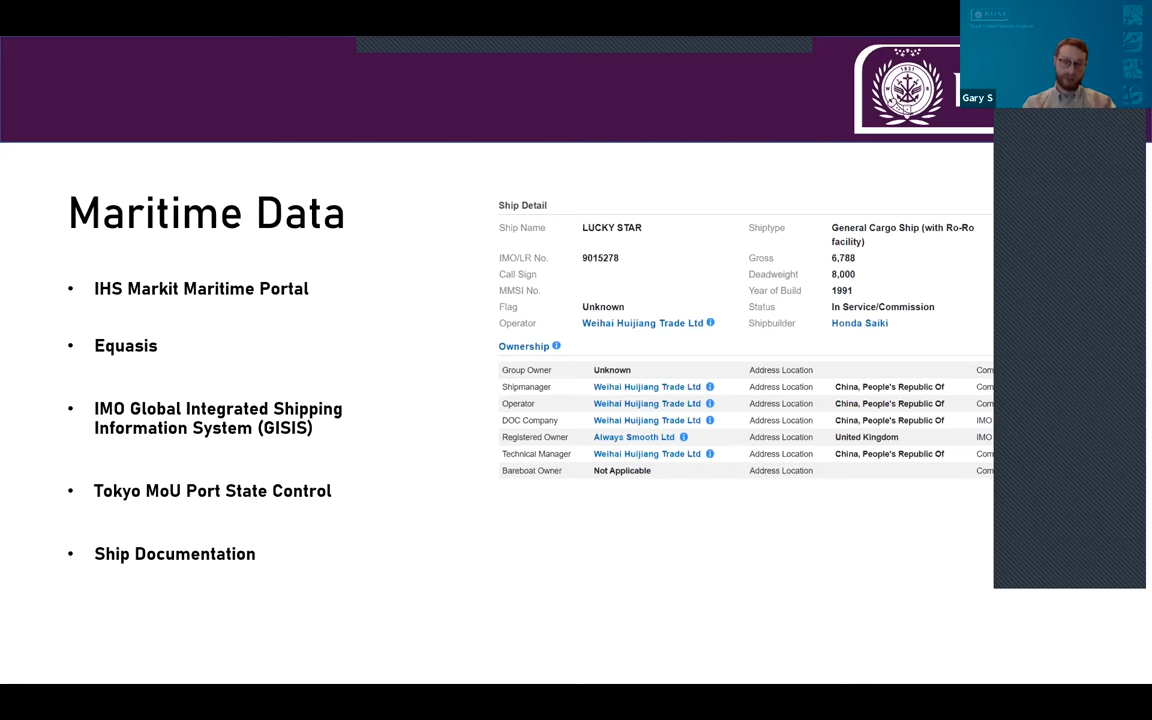 RUSI
Gary S
Maritime Data
• IHS Markit Maritime Portal
• Equasis
• IMO Global Integrated Shipping
Information System (GISIS)
• Tokyo MoU Port State Control
• Ship Documentation
Ship Detail
Ship Name LUCKY STAR Shiptype General Cargo Ship (with Ro-Ro
facility)
IMO/LR No. 9015278 Gross 6,788
Call Sign Deadweight 8,000
MMSI No. Year of Build 1991
Flag Unknown Status In Service/Commission
Operator Weihai Huijiang Trade Ltd Shipbuilder Honda Saiki
Ownership
Group Owner Unknown Address Location Com
Shipmanager Weihai Huijiang Trade Ltd Address Location China, People's Republic Of Com
Operator Weihai Huijiang Trade Ltd Address Location China, People's Republic Of Com
DOC Company Weihai Huijiang Trade Ltd Address Location China, People's Republic Of IMO
Registered Owner Always Smooth Ltd Address Location United Kingdom IMO
Technical Manager Weihai Huijiang Trade Ltd Address Location China, People's Republic Of Com
Bareboat Owner Not Applicable Address Location Com